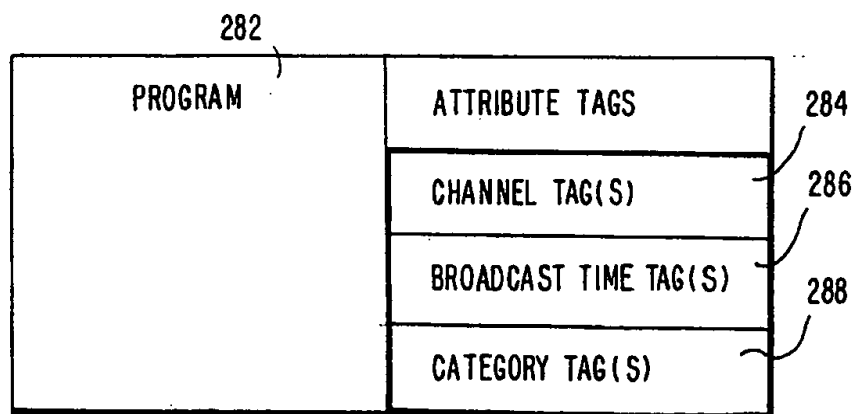 282
PROGRAM
ATTRIBUTE TAGS
284
CHANNEL TAG(S)
286
BROADCAST TIME TAG(S)
288
CATEGORY TAG(S)